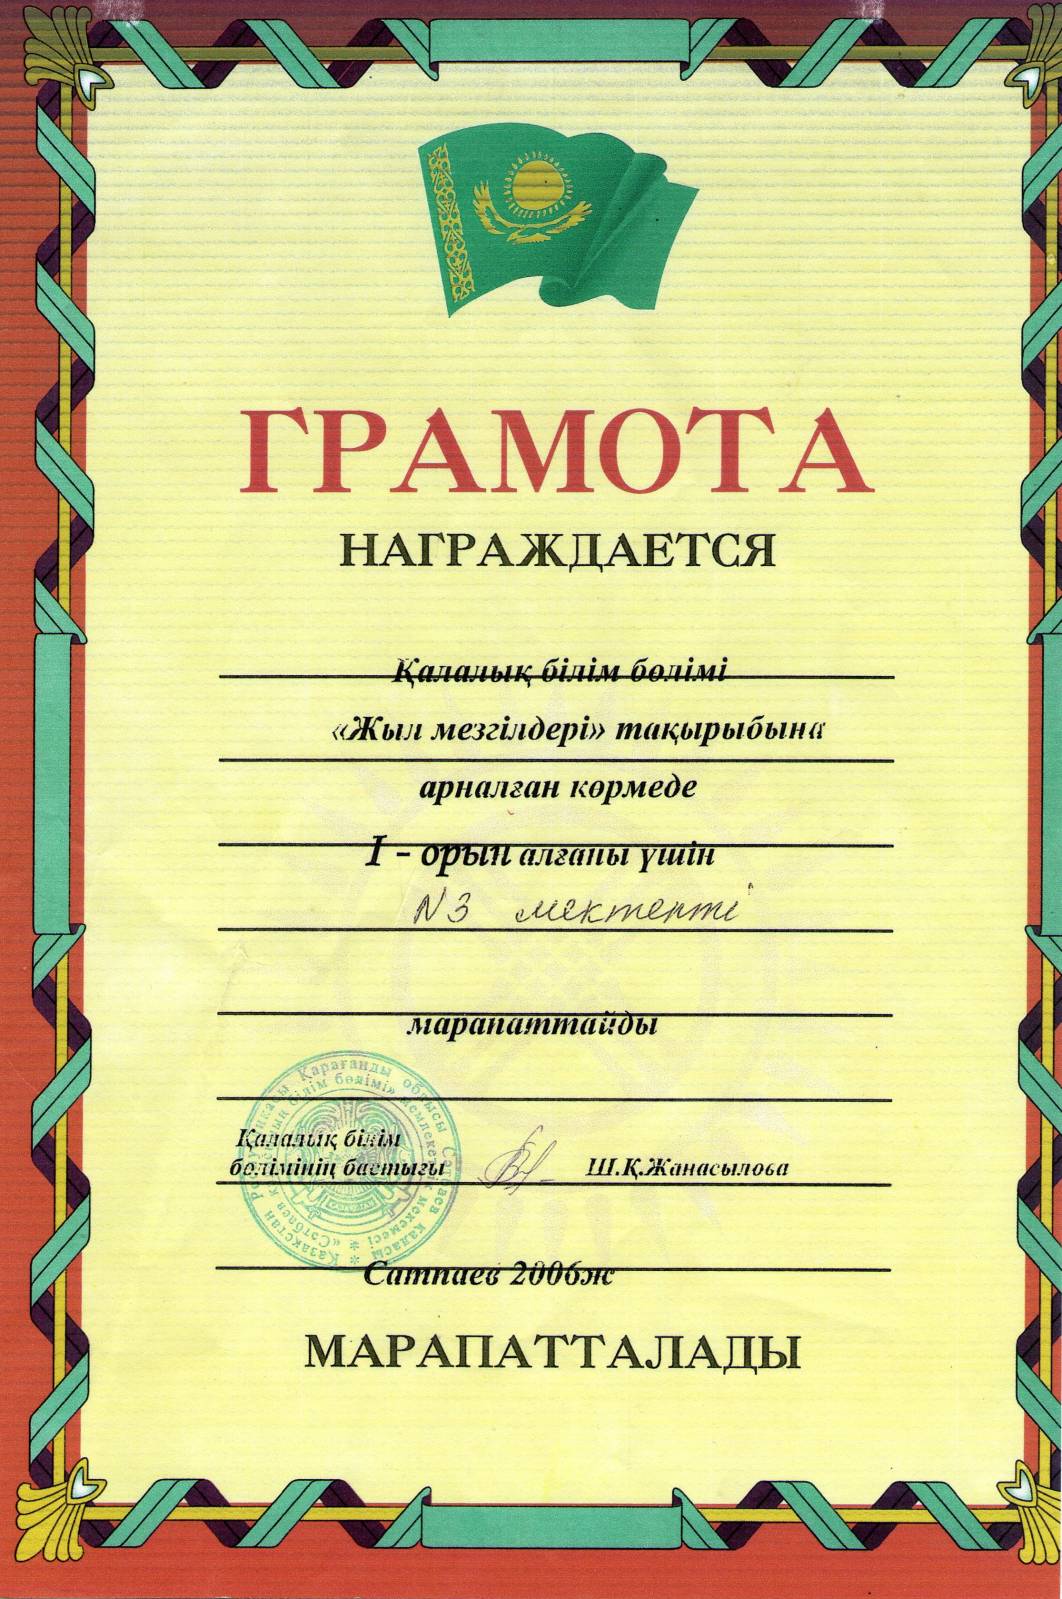 ГРАМОТА
НАГРАЖДАЕТСЯ
Қалалық білім бөлімі
«Жыл мезгілдері» тақырыбына
арналған көрмеде
I - орын алғаны үшін
N3 мектепті
марапаттайды
Қалалық білім
бөлімінің бастығы Ш.Қ.Жанасылова
Сатпаев 2006ж
МАРАПАТТАЛАДЫ